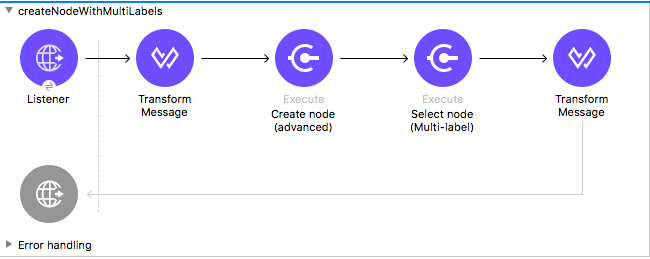 createNodeWithMultiLabels
Listener
Transform
Message
Execute
Create node
(advanced)
Execute
Select node
(Multi-label)
Transform
Message
Error handling